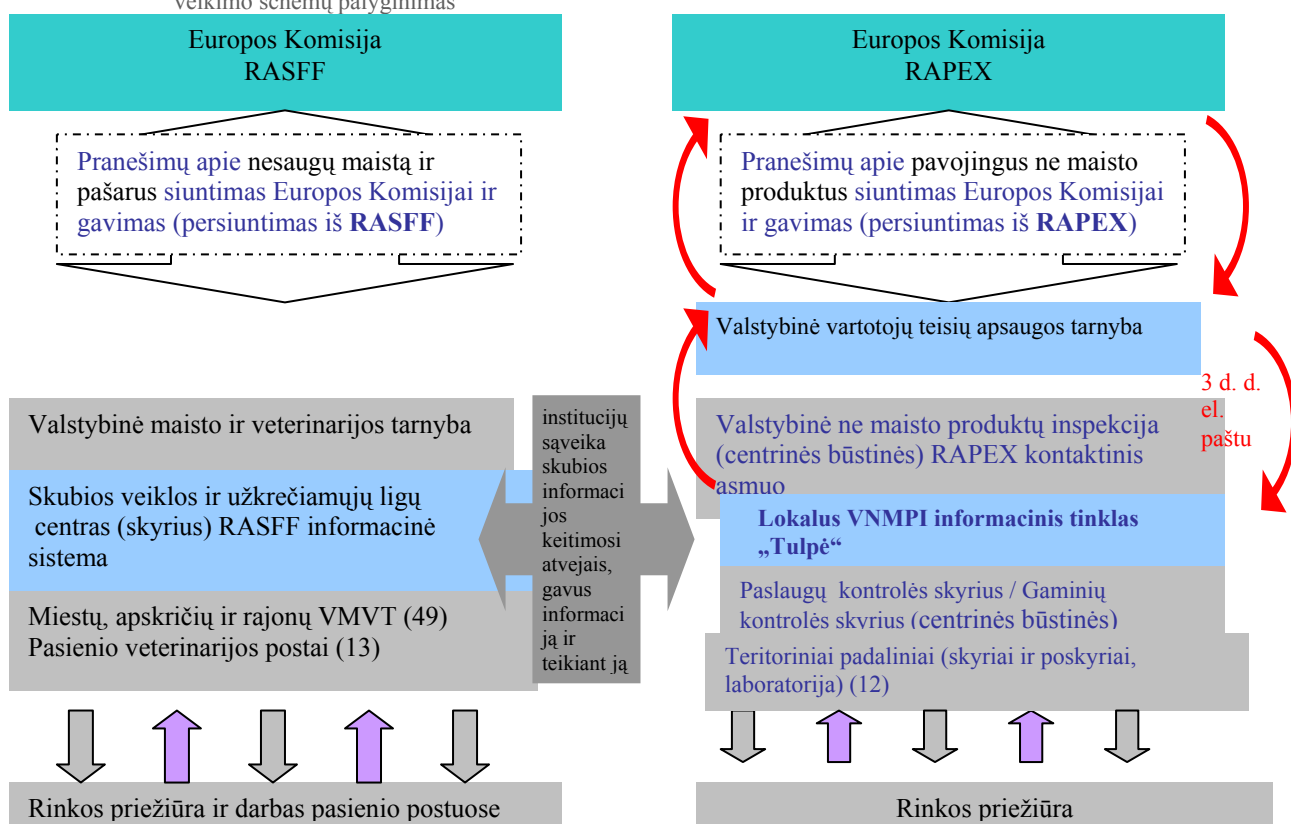 veikimo schemų palyginimas
Europos Komisija
RASFF
Pranešimų apie nesaugų maistą ir
pašarus siuntimas Europos Komisijai ir
gavimas (persiuntimas iš RASFF)
Valstybinė maisto ir veterinarijos tarnyba
Skubios veiklos ir užkrečiamųjų ligų
centras (skyrius) RASFF informacinė
sistema
Miestų, apskričių ir rajonų VMVT (49)
Pasienio veterinarijos postai (13)
Rinkos priežiūra ir darbas pasienio postuose
institucijų
sąveika
skubios
informaci
jos
keitimosi
atvejais,
gavus
informaci
ją ir
teikiant ją
Europos Komisija
RAPEX
Pranešimų apie pavojingus ne maisto
produktus siuntimas Europos Komisijai
ir gavimas (persiuntimas iš RAPEX)
Valstybinė vartotojų teisių apsaugos tarnyba
3 d. d.
el.
paštu
Valstybinė ne maisto produktų inspekcija
(centrinės būstinės) RAPEX kontaktinis
asmuo
Lokalus VNMPI informacinis tinklas
„Tulpė“
Paslaugų kontrolės skyrius / Gaminių
kontrolės skyrius (centrinės būstinės)
Teritoriniai padaliniai (skyriai ir poskyriai,
laboratorija) (12)
Rinkos priežiūra